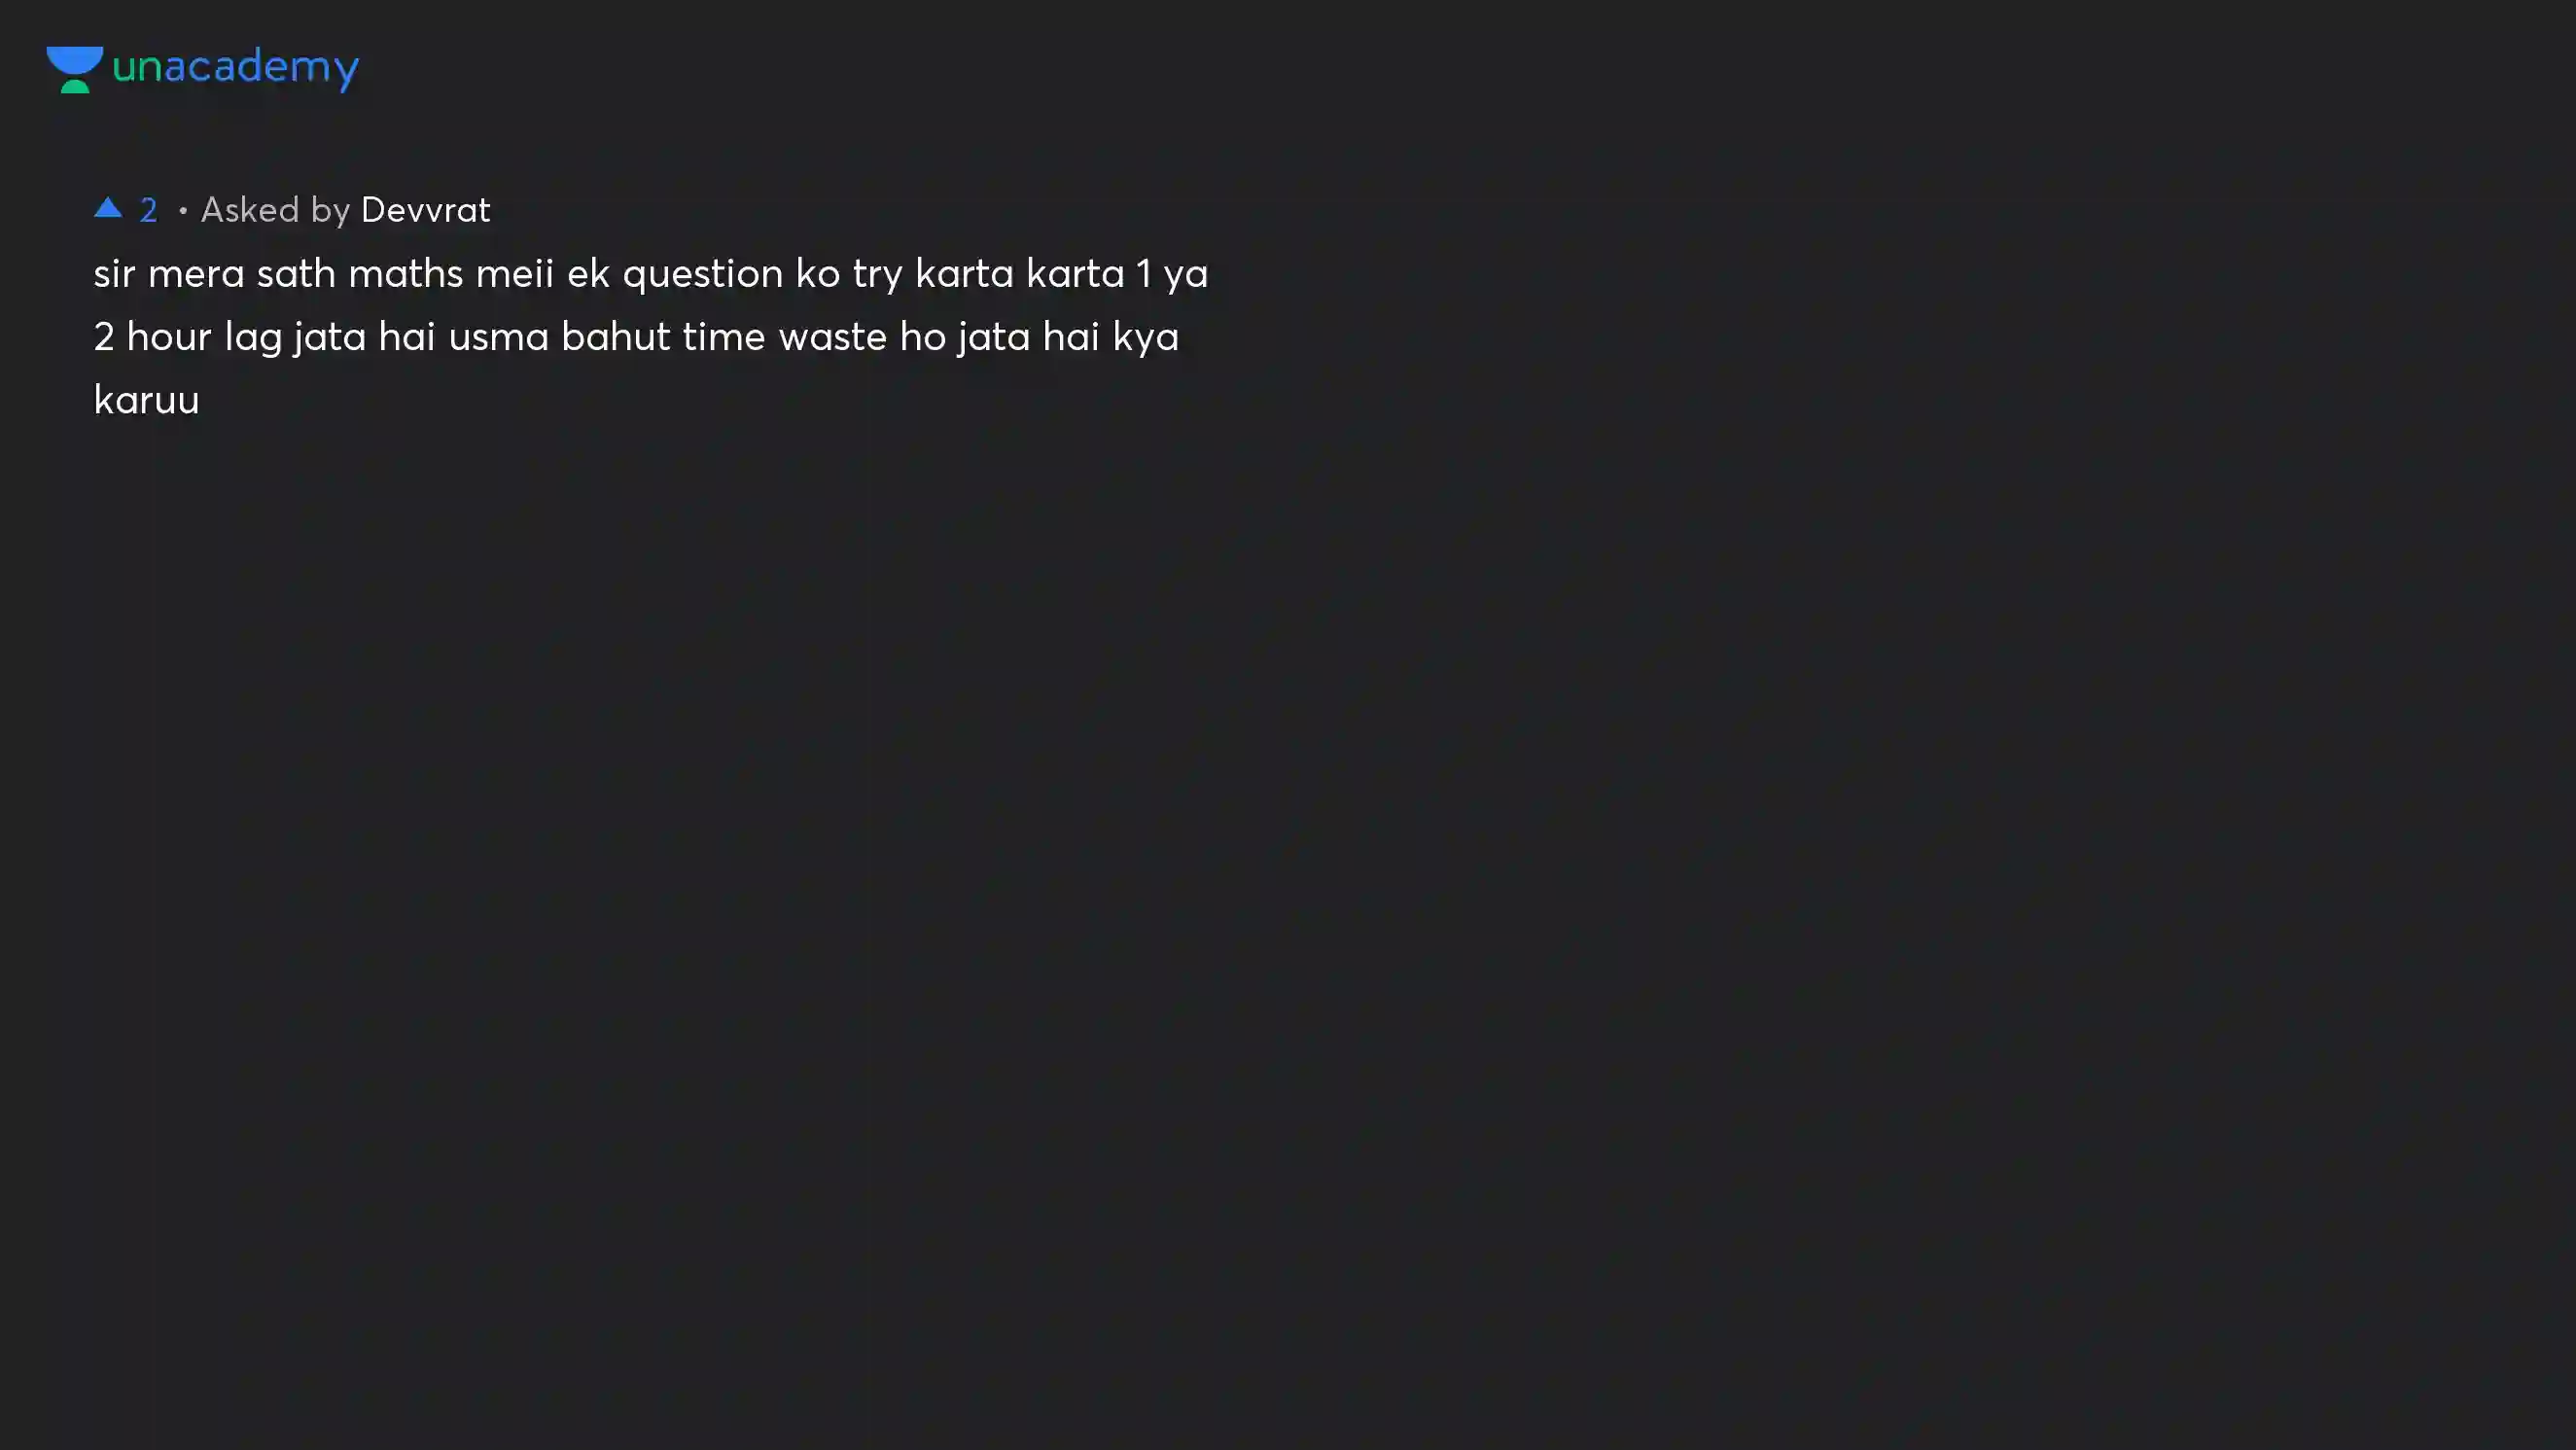 unacademy
▲ 2 • Asked by Devvrat
sir mera sath maths meii ek question ko try karta karta 1 ya
2 hour lag jata hai usma bahut time waste ho jata hai kya
karuu